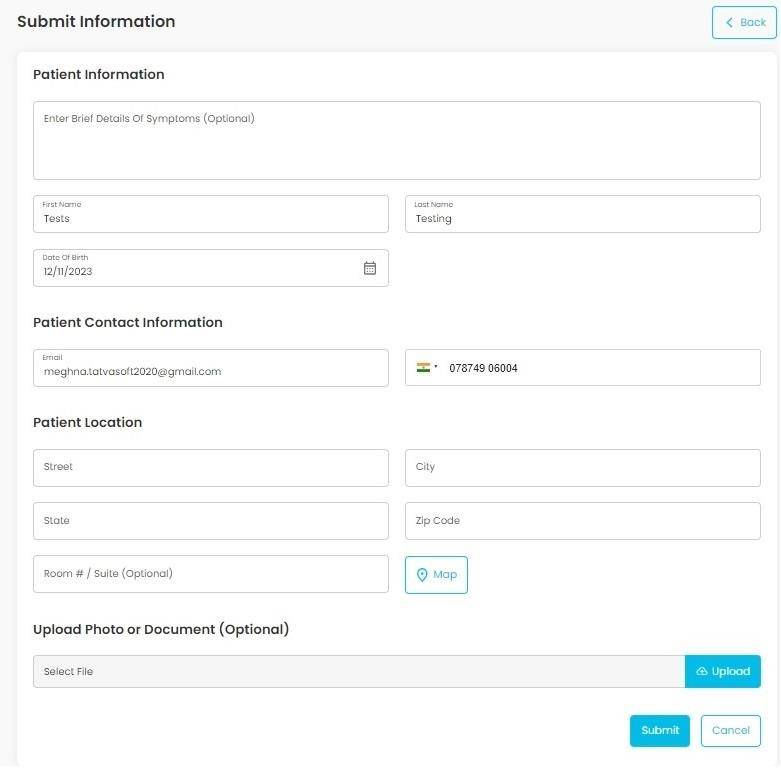 Submit Information
Back
Patient Information
Enter Brief Details Of Symptoms (Optional)
First Name
Tests
Last Name
Testing
Date Of Birth
12/11/2023
Patient Contact Information
Email
meghna.tatvasoft2020@gmail.com
078749 06004
Patient Location
Street
City
State
Zip Code
Room # / Suite (Optional)
Map
Upload Photo or Document (Optional)
Select File
Upload
Submit
Cancel